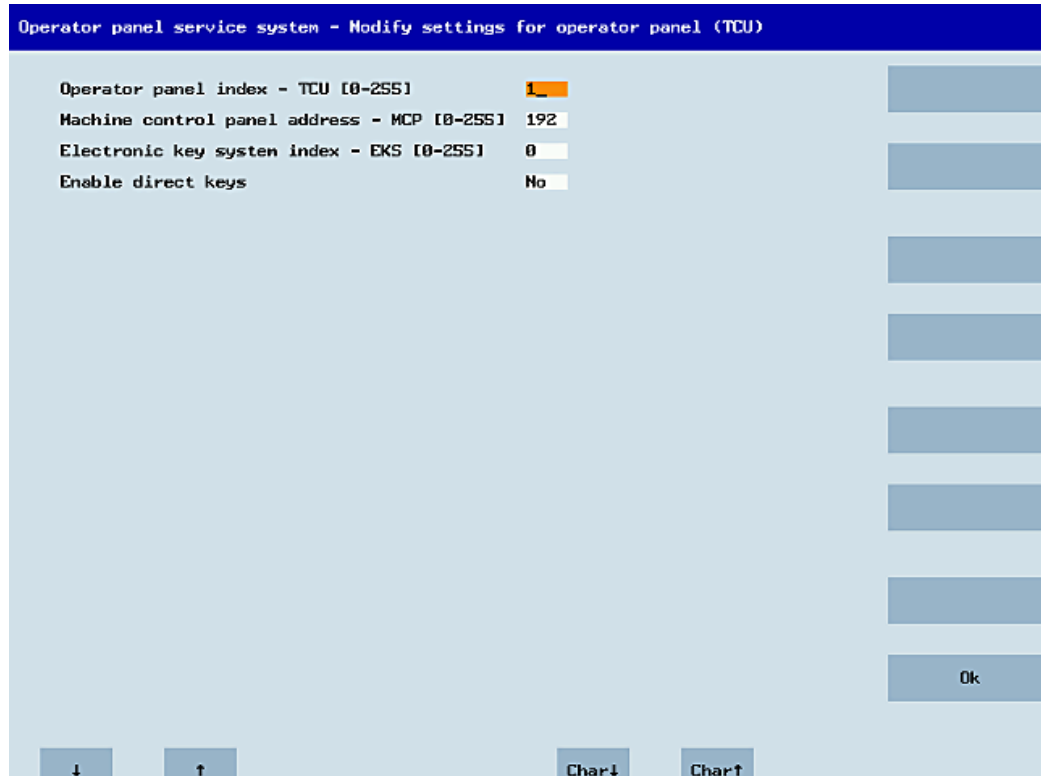 Operator panel service system - Modify settings for operator panel (TCU)
Operator panel index - TCU [0-255] 1_
Machine control panel address - MCP [0-255] 192
Electronic key system index - EKS [0-255] 0
Enable direct keys No
Ok
↓ ↑ Char↓ Char↑